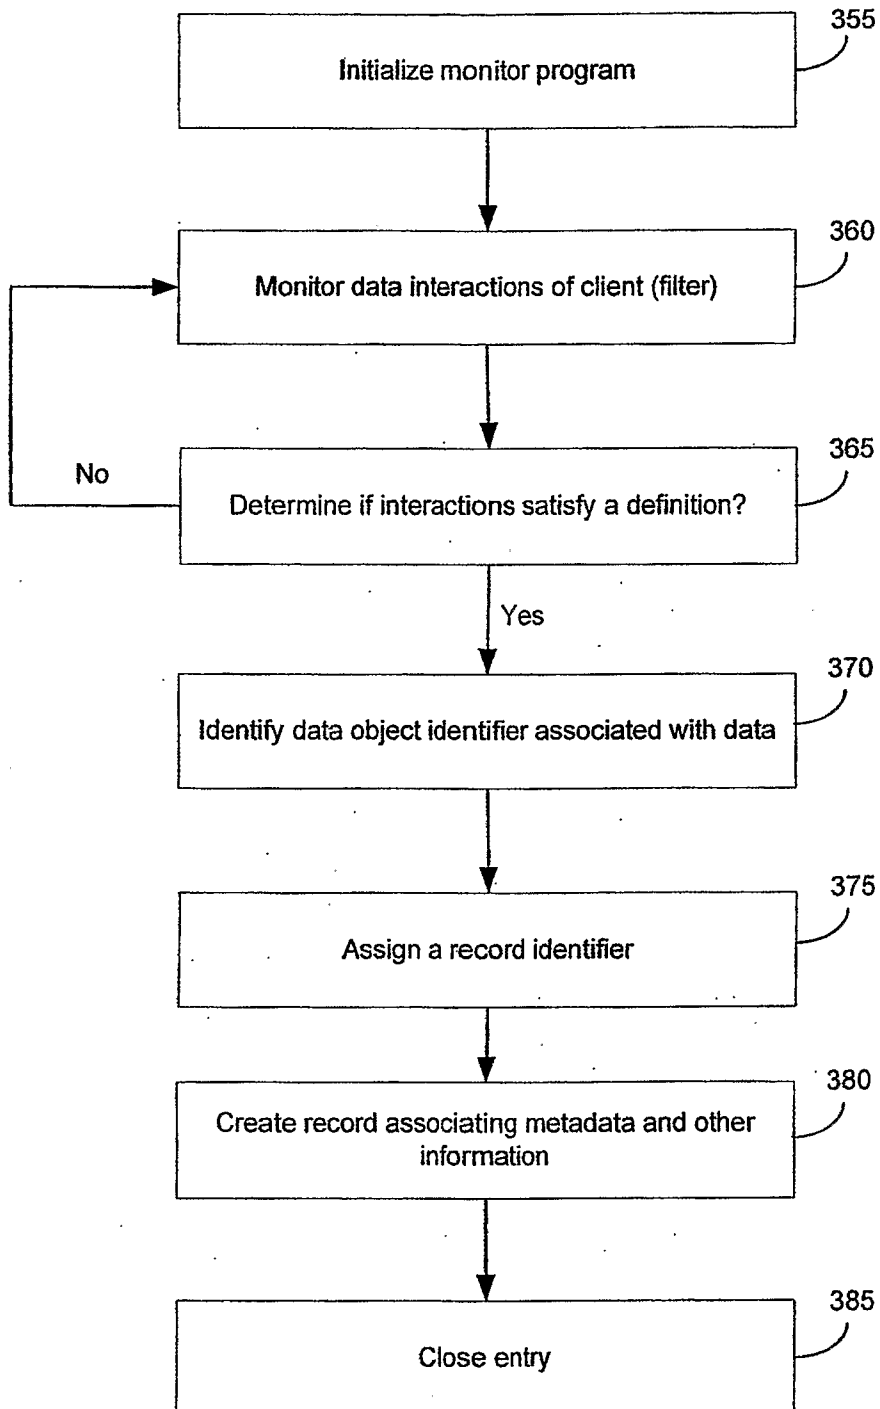 355
Initialize monitor program
360
Monitor data interactions of client (filter)
365
No
Determine if interactions satisfy a definition?
Yes
370
Identify data object identifier associated with data
375
Assign a record identifier
380
Create record associating metadata and other
information
385
Close entry